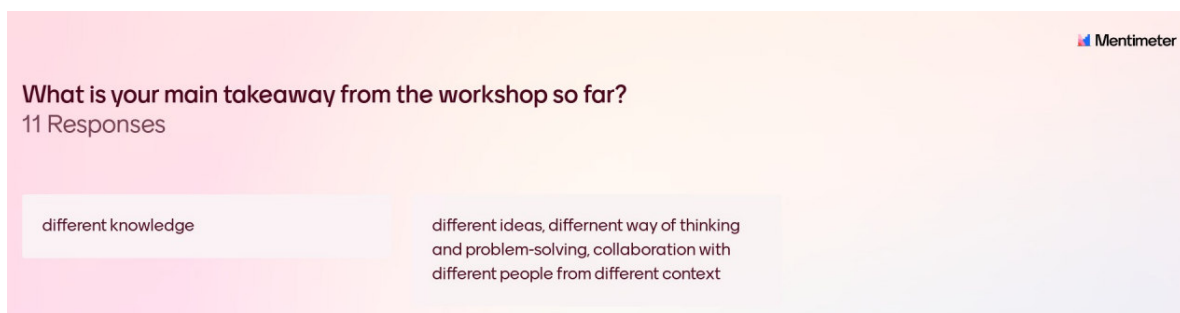 Mentimeter
What is your main takeaway from the workshop so far?
11 Responses
different knowledge
different ideas, differnent way of thinking
and problem-solving, collaboration with
different people from different context